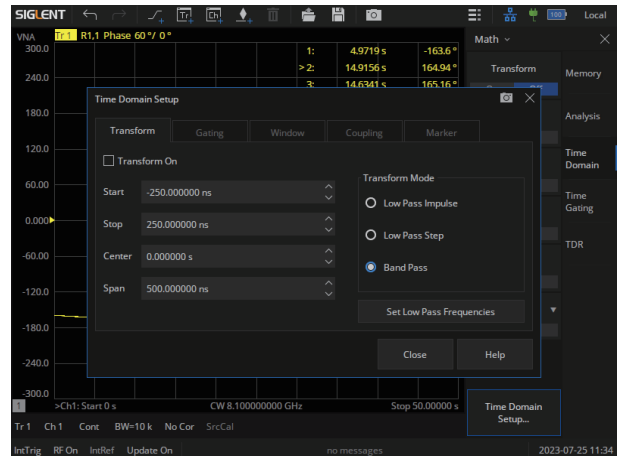 SIGLENT Tr Ch 100 Local
VNA Tr 1 R1,1 Phase 60 °/ 0 ° Math
300.0 1: 4.9719 s -163.6 °
Transform
> 2: 14.9156 s 164.94 °
Memory
240.0 3: 14.6341 s 165.16 °
Time Domain Setup
180.0 Analysis
Transform Gating Window Coupling Marker
120.0 Time Domain
Transform On
Transform Mode
60.00 Start -250.000000 ns
Low Pass Impulse
Time Gating
0.000 Stop 250.000000 ns
Low Pass Step
TDR
-60.00 Center 0.000000 s
Band Pass
-120.0 Span 500.000000 ns
Set Low Pass Frequencies
-180.0
Close Help
-240.0
-300.0
1 >Ch1: Start 0 s CW 8.100000000 GHz Stop 50.00000 s
Time Domain Setup...
Tr 1 Ch 1 Cont BW=10 k No Cor SrcCal
IntTrig RF On IntRef Update On no messages 2023-07-25 11:34